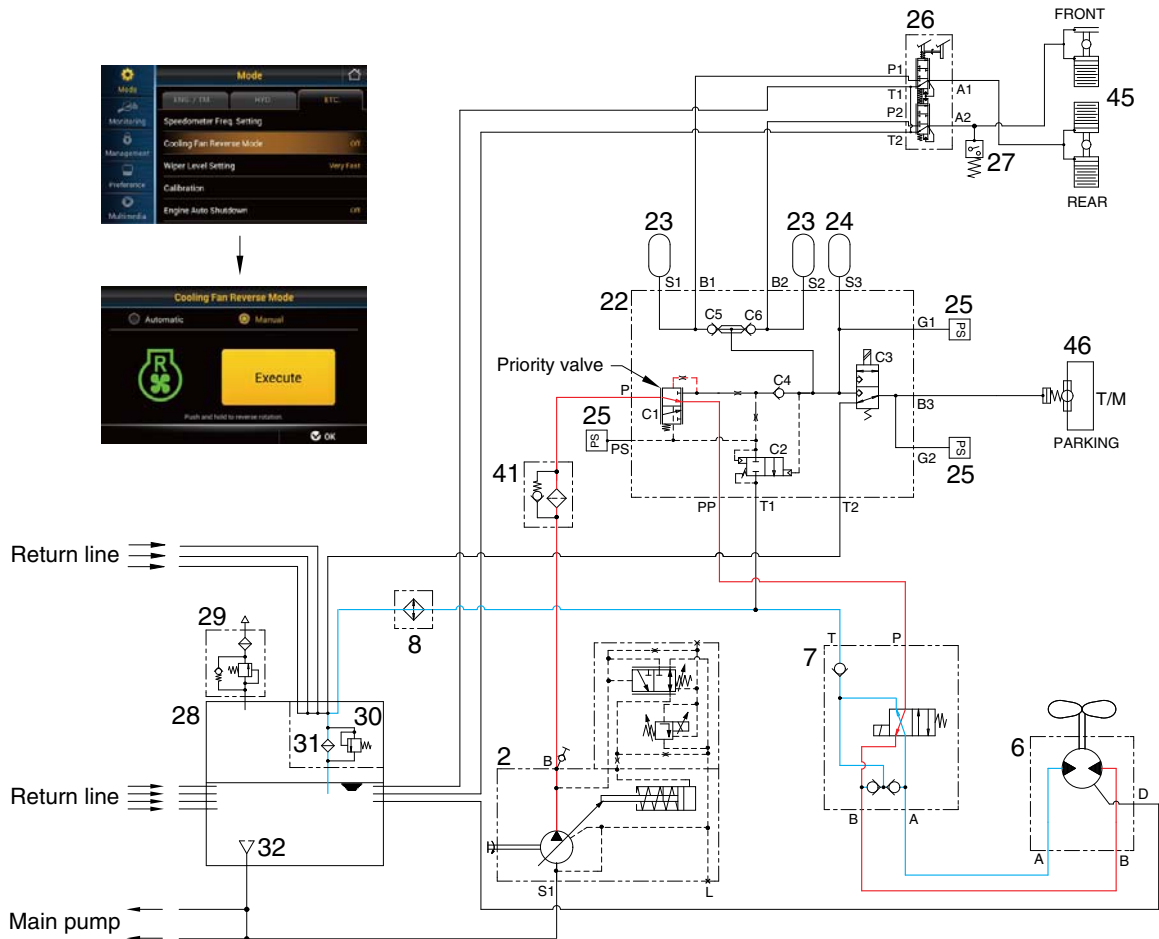 Mode
Mode
ENG. / TM
HYD.
ETC.
Monitoring
Speedometer Freq. Setting
Management
Cooling Fan Reverse Mode
Off
Wiper Level Setting
Very Fast
Preference
Calibration
Multimedia
Engine Auto Shutdown
Off
Cooling Fan Reverse Mode
Automatic
Manual
R
Execute
Push and hold to reverse rotation.
OK
26
FRONT
P1
T1
A1
P2
A2
T2
27
45
REAR
23
23
24
S1
B1
B2
S2
S3
22
C5
C6
G1
25
PS
Priority valve
C3
46
P
C1
C4
B3
T/M
25
PS
PS
C2
G2
25
PS
PARKING
41
PP
T1
T2
Return line
29
8
T
P
7
28
30
31
2
B
6
D
Return line
B
A
A
B
32
S1
L
Main pump